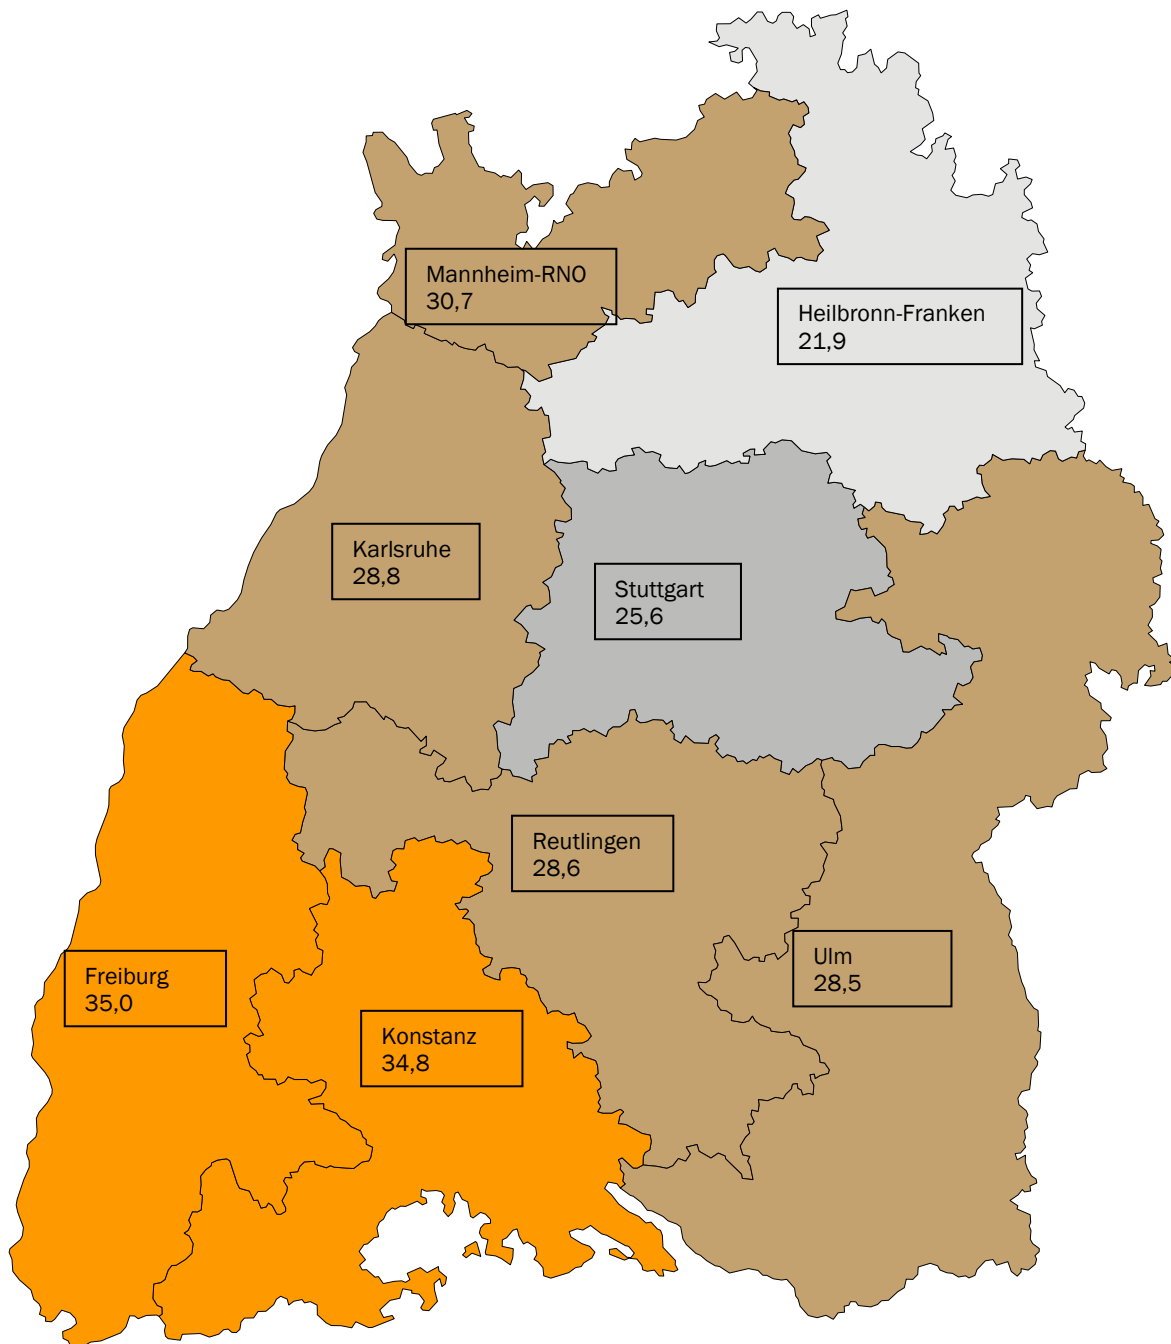 Mannheim-RNO
30,7
Heilbronn-Franken
21,9
Karlsruhe
28,8
Stuttgart
25,6
Reutlingen
28,6
Ulm
28,5
Freiburg
35,0
Konstanz
34,8